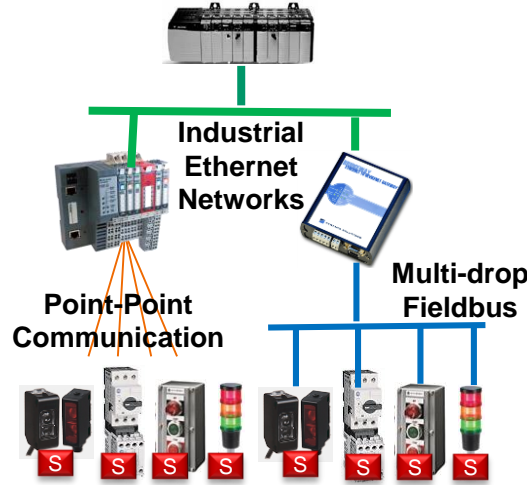 Industrial
Ethernet
Networks
Multi-drop
Fieldbus
Point-Point
Communication
S
S
S
S
S
S
S
S